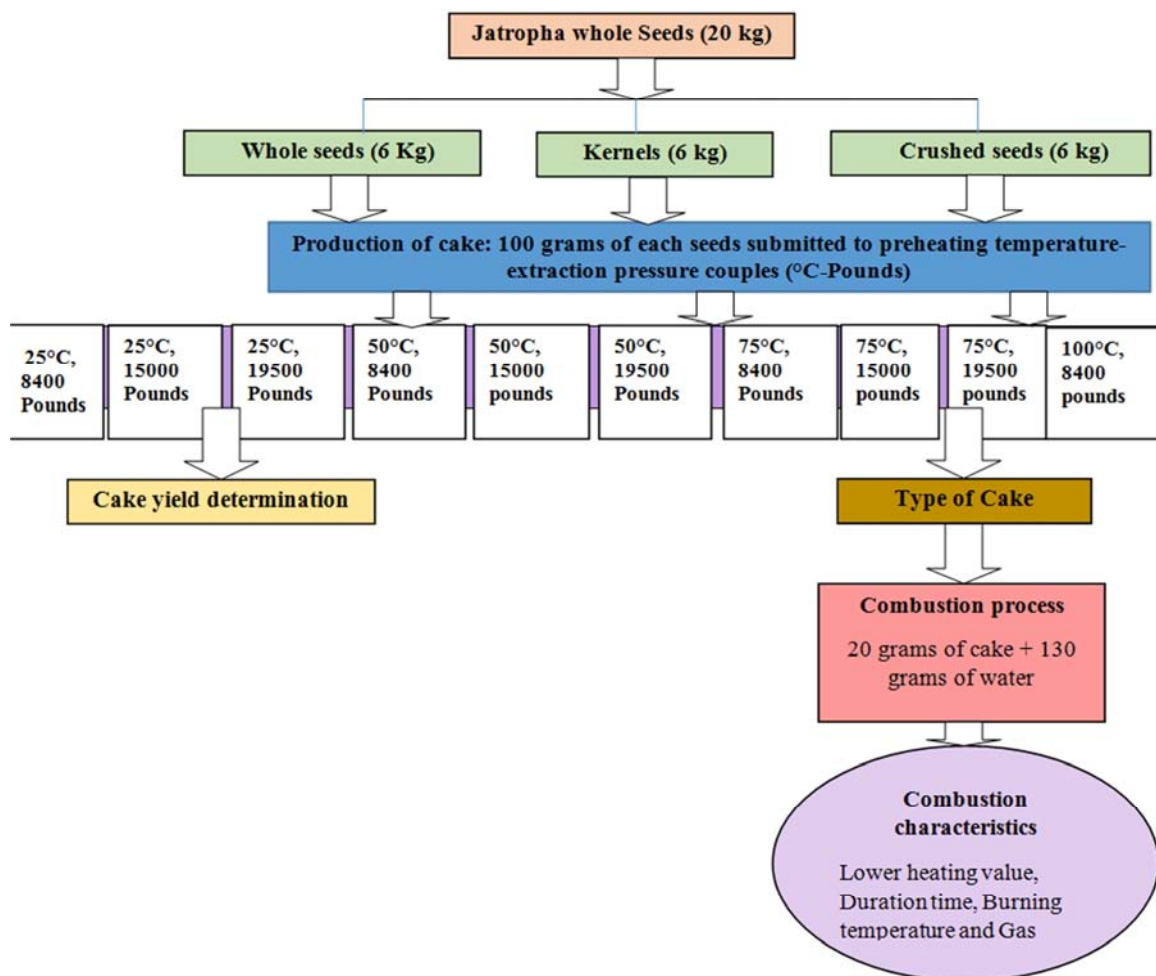 Jatropha whole Seeds (20 kg)
Whole seeds (6 Kg)
Kernels (6 kg)
Crushed seeds (6 kg)
Production of cake: 100 grams of each seeds submitted to preheating temperature-
extraction pressure couples (°C-Pounds)
25°C,
8400
Pounds
25°C,
15000
Pounds
25°C,
19500
Pounds
50°C,
8400
Pounds
50°C,
15000
pounds
50°C,
19500
Pounds
75°C,
8400
Pounds
75°C,
15000
pounds
75°C,
19500
pounds
100°C,
8400
pounds
Cake yield determination
Type of Cake
Combustion process
20 grams of cake + 130
grams of water
Combustion
characteristics
Lower heating value,
Duration time, Burning
temperature and Gas